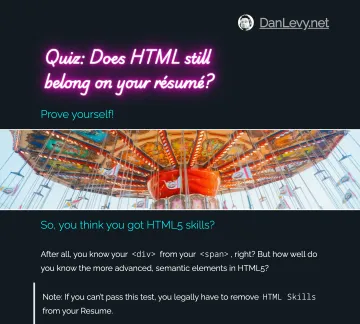 DanLevy.net
Quiz: Does HTML still
belong on your résumé?
Prove yourself!
So, you think you got HTML5 skills?
After all, you know your <div> from your <span>, right? But how well do
you know the more advanced, semantic elements in HTML5?
Note: If you can't pass this test, you legally have to remove HTML Skills
from your Resume.